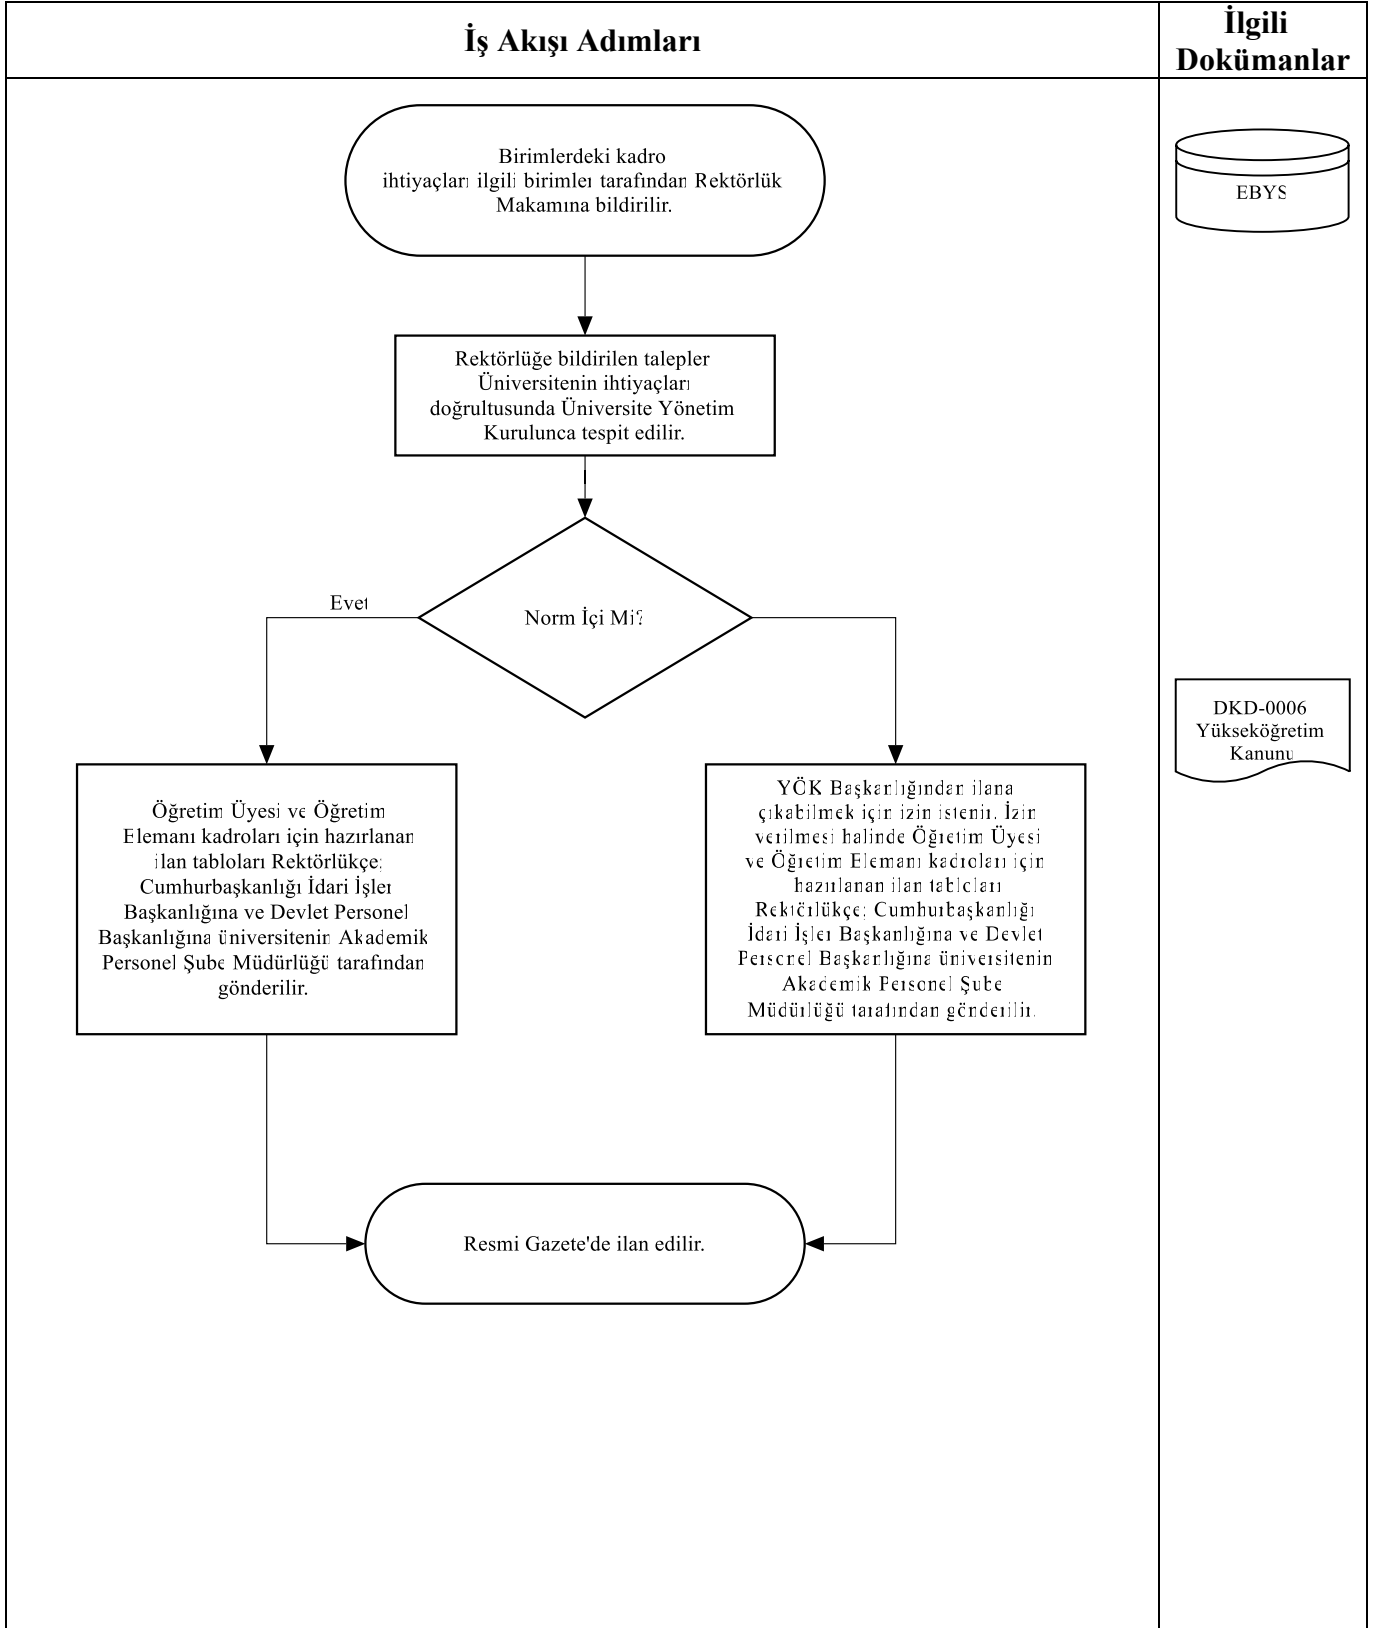 İş Akışı Adımları
İlgili
Dokümanlar
Birimlerdeki kadro
ihtiyaçları ilgili birimler tarafından Rektörlük
Makamına bildirilir.
EBYS
Rektörlüğe bildirilen talepler
Üniversitenin ihtiyaçları
doğrultusunda Üniversite Yönetim
Kurulunca tespit edilir.
Evet
Norm İçi Mi?
DKD-0006
Yükseköğretim
Kanunu
Öğretim Üyesi ve Öğretim
Elemanı kadroları için hazırlanan
ilan tabloları Rektörlükçe;
Cumhurbaşkanlığı İdari İşler
Başkanlığına ve Devlet Personel
Başkanlığına üniversitenin Akademik
Personel Şube Müdürlüğü tarafından
gönderilir.
YÖK Başkanlığından ilana
çıkabilmek için izin istenir. İzin
verilmesi halinde Öğretim Üyesi
ve Öğretim Elemanı kadroları için
hazırlanan ilan tabloları
Rektörlükçe; Cumhurbaşkanlığı
İdari İşler Başkanlığına ve Devlet
Personel Başkanlığına üniversitenin
Akademik Personel Şube
Müdürlüğü tarafından gönderilir.
Resmi Gazete'de ilan edilir.